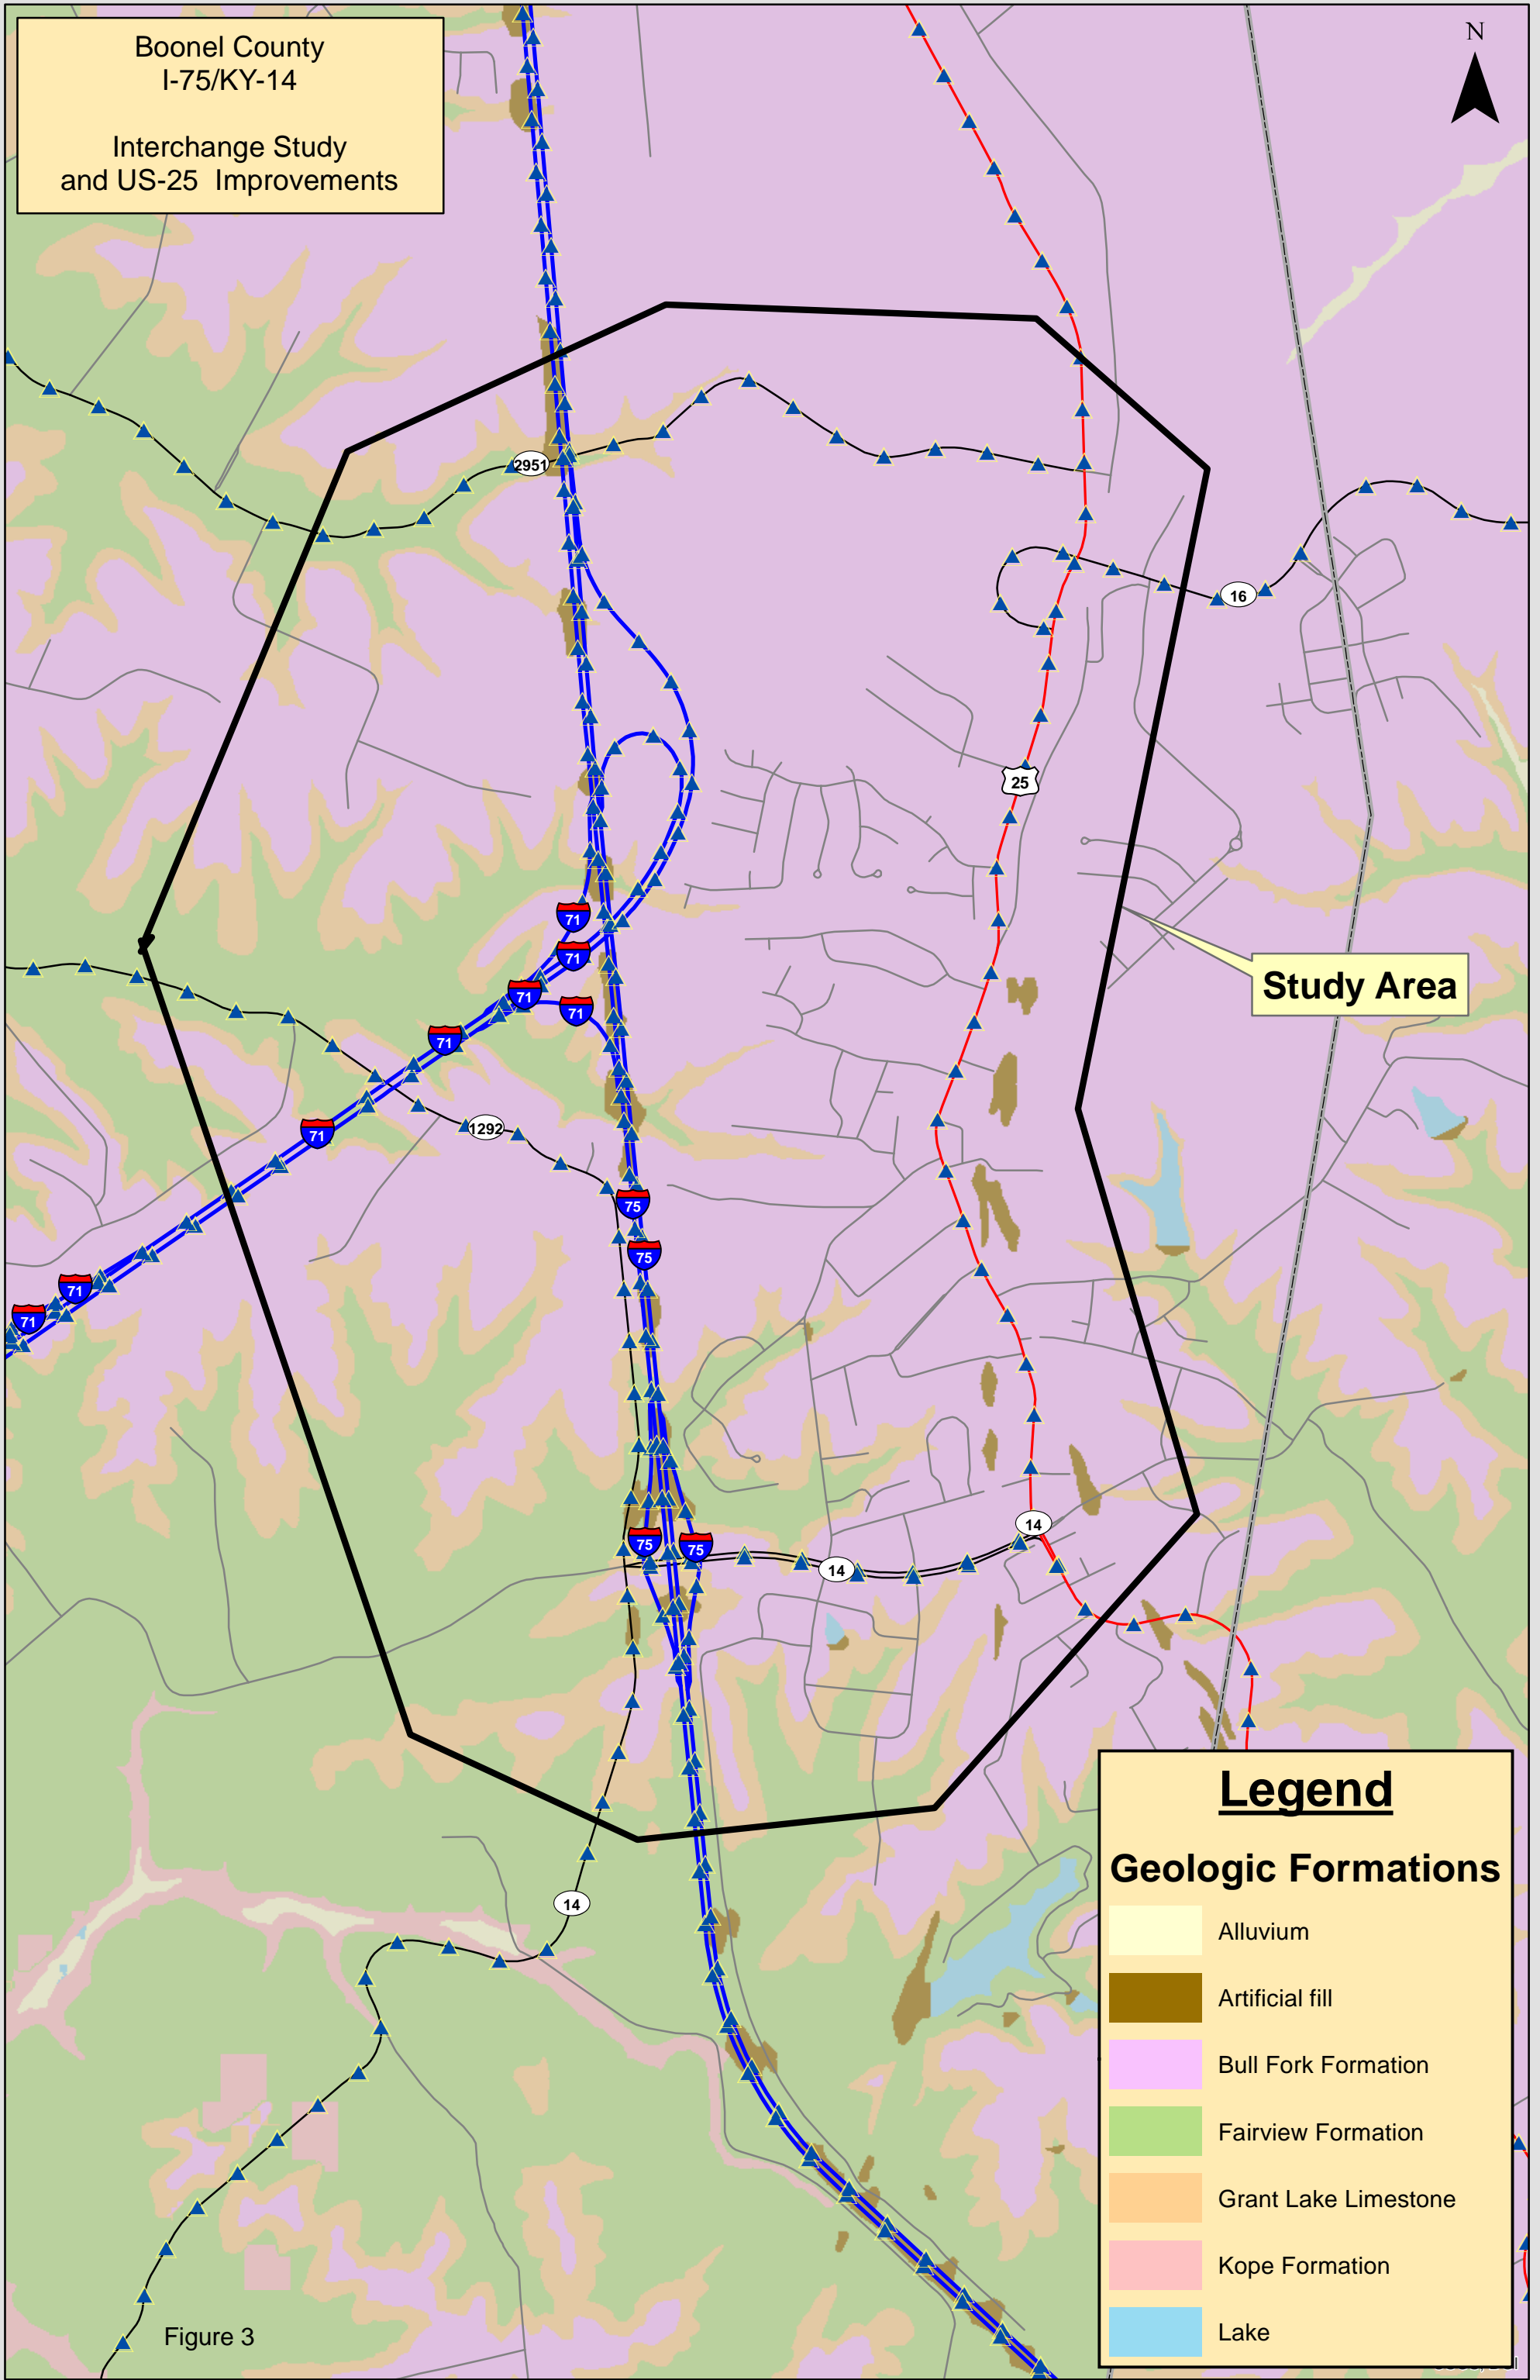 Boonel County
I-75/KY-14
Interchange Study
and US-25 Improvements
N
2951
16
25
71
71
71
71
71
Study Area
1292
71
75
75
71
71
14
75
75
14
14
Legend
Geologic Formations
Alluvium
Artificial fill
Bull Fork Formation
Fairview Formation
Grant Lake Limestone
Kope Formation
Lake
Figure 3